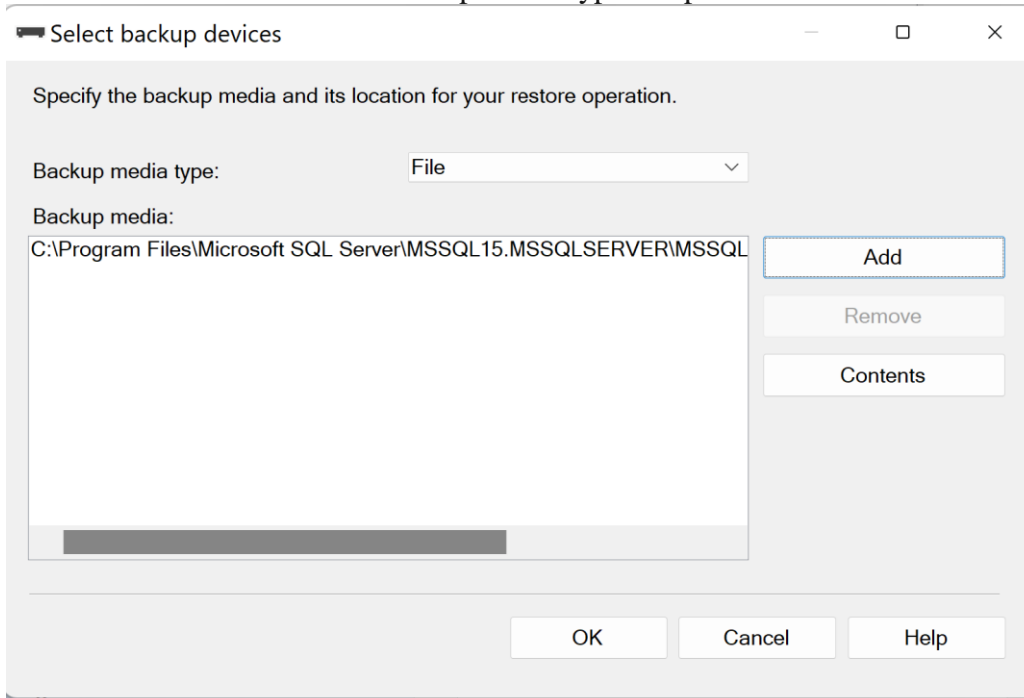 Select backup devices
Specify the backup media and its location for your restore operation.
Backup media type:
File
Backup media:
C:\Program Files\Microsoft SQL Server\MSSQL15.MSSQLSERVER\MSSQL
Add
Remove
Contents
OK
Cancel
Help